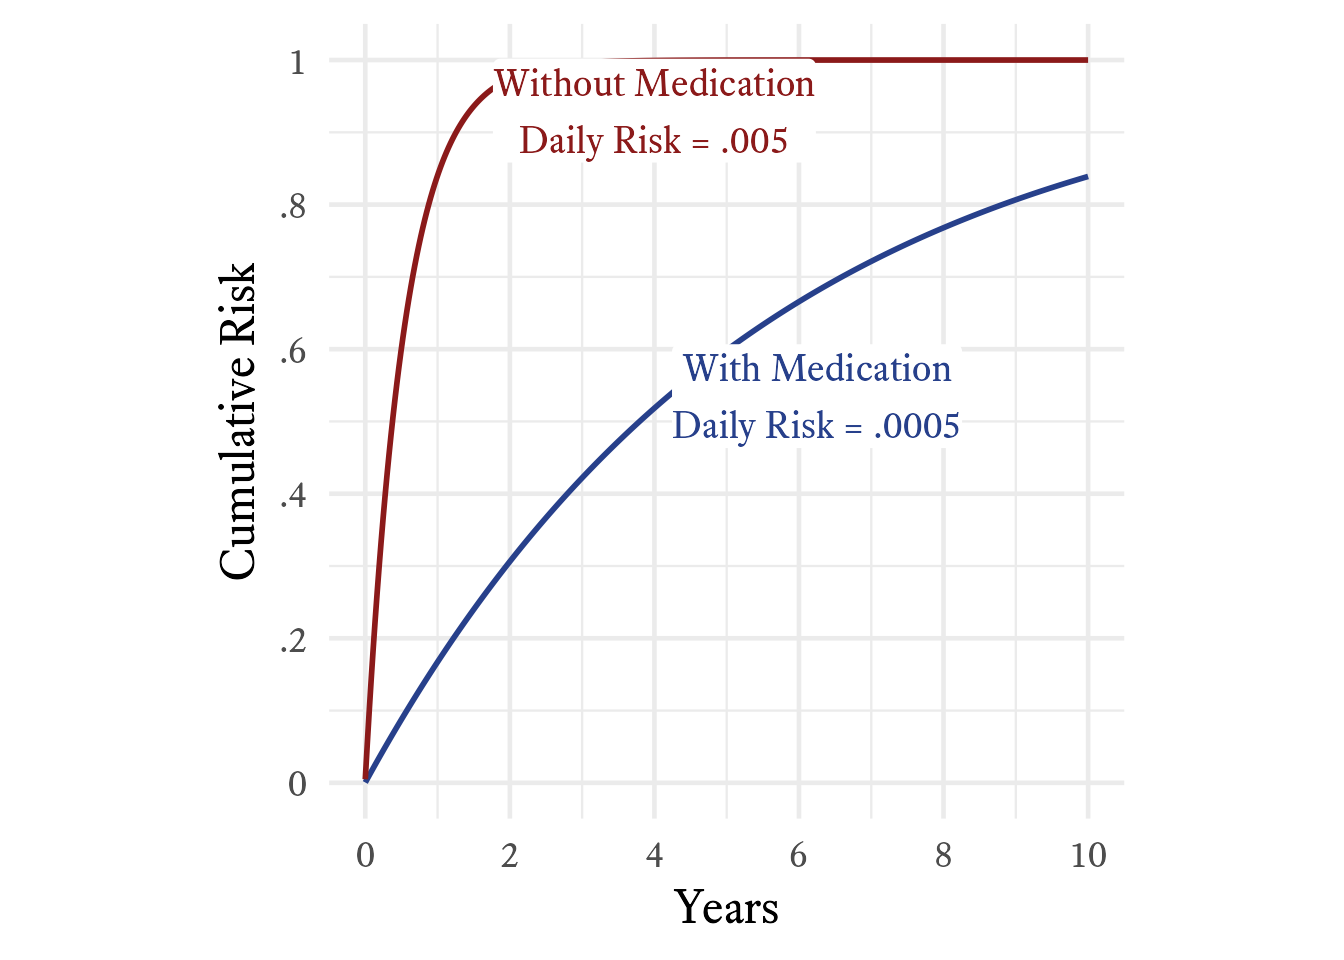 1
.8
.6
.4
.2
0
Cumulative Risk
Without Medication
Daily Risk = .005
With Medication
Daily Risk = .0005
0 2 4 6 8 10
Years